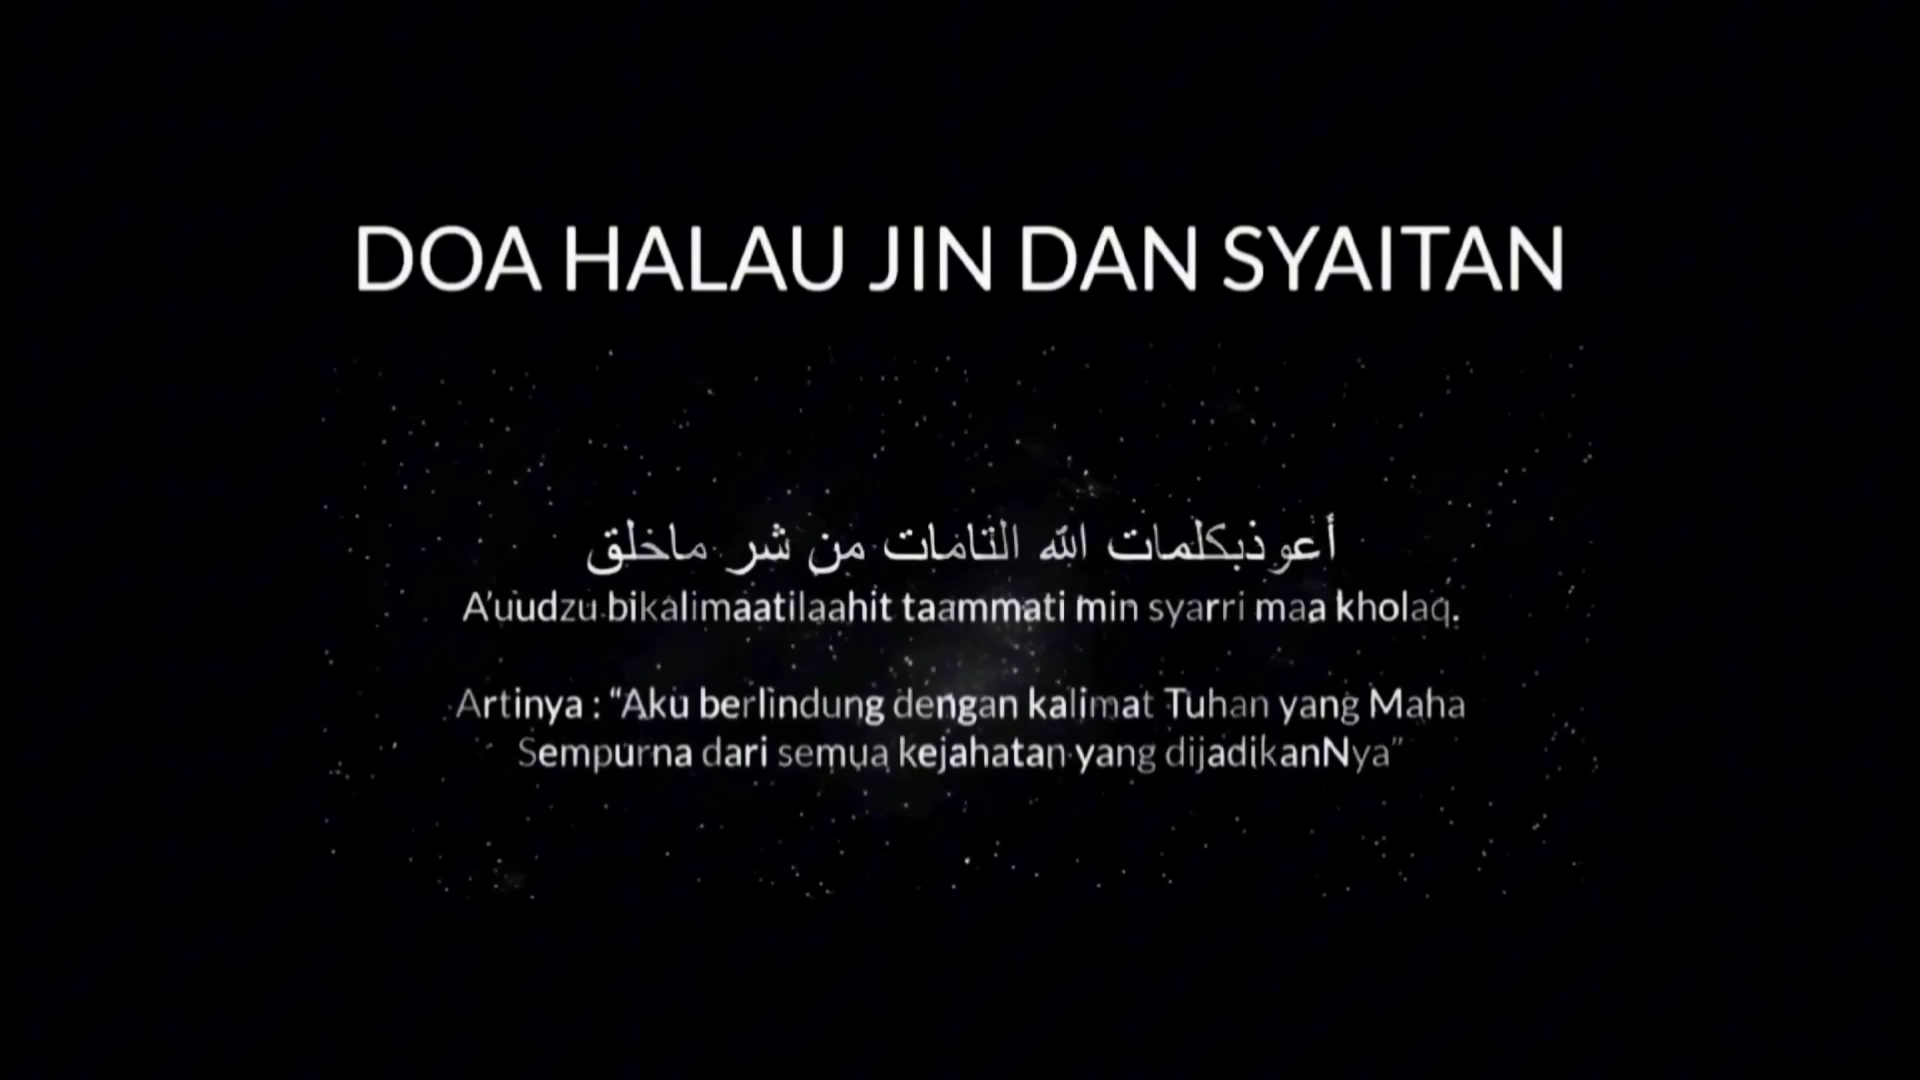 DOA HALAU JIN DAN SYAITAN
أعوذبكلمات الله التامات من شر ماخلق
A'uudzu bikalimaatilaahit taammati min syarri maa kholaq.
Artinya : “Aku berlindung dengan kalimat Tuhan yang Maha
Sempurna dari semua kejahatan yang dijadikanNya”